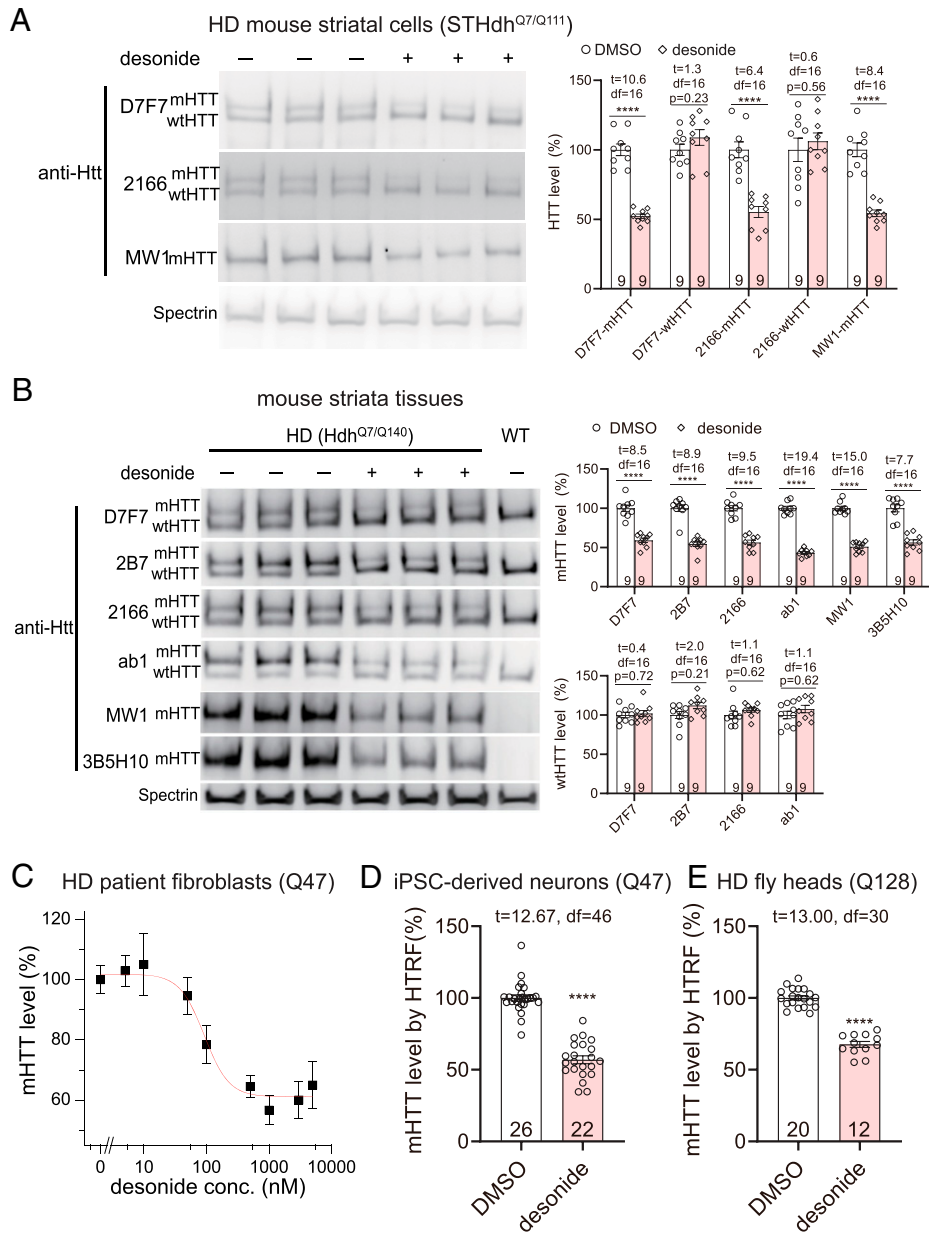 A
HD mouse striatal cells (STHdhQ7/Q111)
desonide − − − + + +
anti-Htt
D7F7 mHTT
wtHTT
2166 mHTT
wtHTT
MW1 mHTT
Spectrin
DMSO desonide
t=10.6 df=16 ****
t=1.3 df=16 p=0.23
t=6.4 df=16 ****
t=0.6 df=16 p=0.56
t=8.4 df=16 ****
HTT level (%)
150
100
50
0
9 9 9 9 9 9 9 9 9 9
D7F7-mHTT D7F7-wtHTT 2166-mHTT 2166-wtHTT MW1-mHTT
B
mouse striata tissues
HD (HdhQ7/Q140) WT
desonide − − − + + + −
anti-Htt
D7F7 mHTT
wtHTT
2B7 mHTT
wtHTT
2166 mHTT
wtHTT
ab1 mHTT
wtHTT
MW1 mHTT
3B5H10 mHTT
Spectrin
DMSO desonide
t=8.5 df=16 ****
t=8.9 df=16 ****
t=9.5 df=16 ****
t=19.4 df=16 ****
t=15.0 df=16 ****
t=7.7 df=16 ****
mHTT level (%)
150
100
50
0
9 9 9 9 9 9 9 9 9 9 9 9
D7F7 2B7 2166 ab1 MW1 3B5H10
t=0.4 df=16 p=0.72
t=2.0 df=16 p=0.21
t=1.1 df=16 p=0.62
t=1.1 df=16 p=0.62
wtHTT level (%)
150
100
50
0
9 9 9 9 9 9 9 9
D7F7 2B7 2166 ab1
C
HD patient fibroblasts (Q47)
mHTT level (%)
120
100
80
60
0 10 100 1000 10000
desonide conc. (nM)
D
iPSC-derived neurons (Q47)
t=12.67, df=46
mHTT level by HTRF(%)
150
100
50
0
****
26 22
DMSO desonide
E
HD fly heads (Q128)
t=13.00, df=30
mHTT level by HTRF (%)
150
100
50
0
****
20 12
DMSO desonide